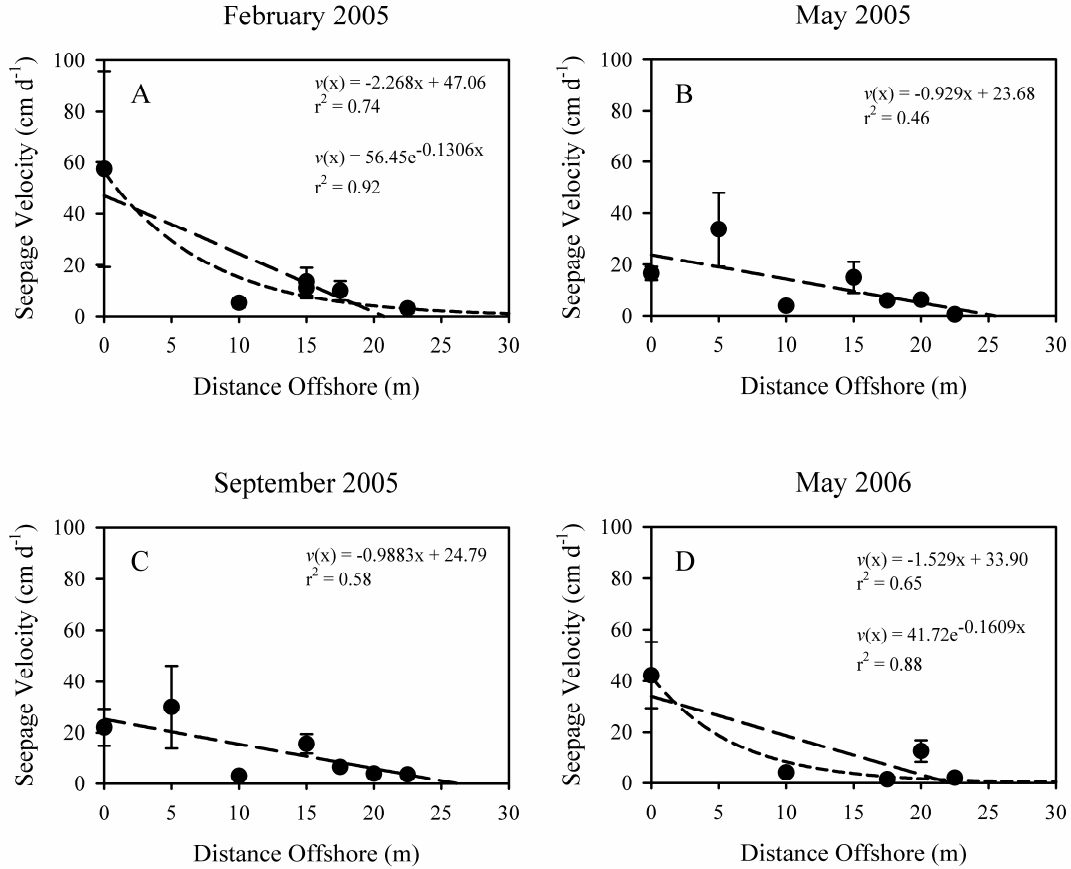 February 2005
A
v(x) = -2.268x + 47.06
r² = 0.74
v(x) = 56.45e^-0.1306x
r² = 0.92
Seepage Velocity (cm d⁻¹)
100
80
60
40
20
0
0 5 10 15 20 25 30
Distance Offshore (m)
May 2005
B
v(x) = -0.929x + 23.68
r² = 0.46
Seepage Velocity (cm d⁻¹)
100
80
60
40
20
0
0 5 10 15 20 25 30
Distance Offshore (m)
September 2005
C
v(x) = -0.9883x + 24.79
r² = 0.58
Seepage Velocity (cm d⁻¹)
100
80
60
40
20
0
0 5 10 15 20 25 30
Distance Offshore (m)
May 2006
D
v(x) = -1.529x + 33.90
r² = 0.65
v(x) = 41.72e^-0.1609x
r² = 0.88
Seepage Velocity (cm d⁻¹)
100
80
60
40
20
0
0 5 10 15 20 25 30
Distance Offshore (m)